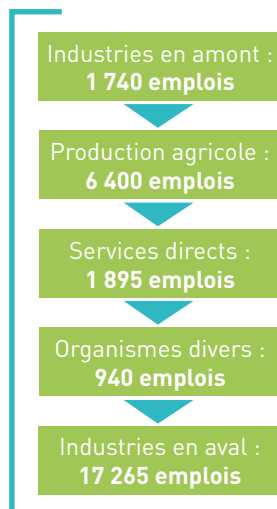 Industries en amont :
1 740 emplois
Production agricole :
6 400 emplois
Services directs :
1 895 emplois
Organismes divers :
940 emplois
Industries en aval :
17 265 emplois